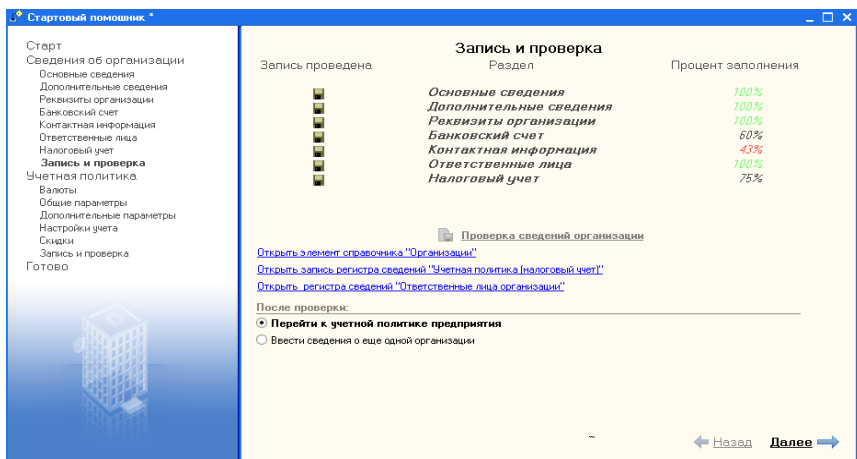 Стартовый помошник *
Старт
Сведения об организации
Основные сведения
Дополнительные сведения
Реквизиты организации
Банковский счет
Контактная информация
Ответственные лица
Налоговый учет
Запись и проверка
Учетная политика
Валюты
Общие параметры
Дополнительные параметры
Настройки учета
Скидки
Запись и проверка
Готово
Запись и проверка
Запись проведена Раздел Процент заполнения
Основные сведения 100%
Дополнительные сведения 100%
Реквизиты организации 100%
Банковский счет 60%
Контактная информация 43%
Ответственные лица 100%
Налоговый учет 75%
Проверка сведений организации
Открыть элемент справочника "Организации"
Открыть запись регистра сведений "Учетная политика (налоговый учет)"
Открыть регистра сведений "Ответственные лица организации"
После проверки:
Перейти к учетной политике предприятия
Ввести сведения о еще одной организации
Назад Далее